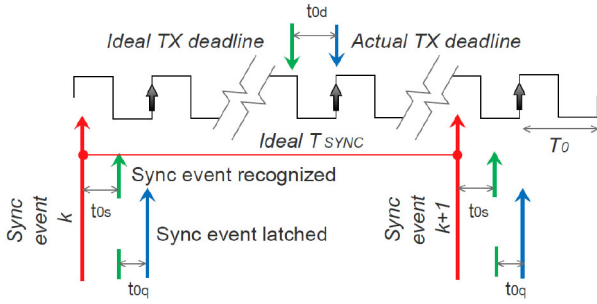 t0d
Ideal TX deadline
Actual TX deadline
Ideal TSYNC
T0
Sync event recognized
Sync event k
t0s
Sync event latched
t0q
Sync event k+1
t0s
t0q